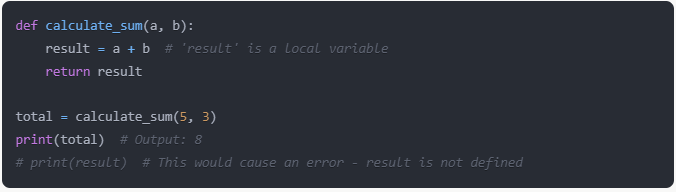 def calculate_sum(a, b):
    result = a + b  # 'result' is a local variable
    return result

total = calculate_sum(5, 3)
print(total)  # Output: 8
# print(result)  # This would cause an error - result is not defined